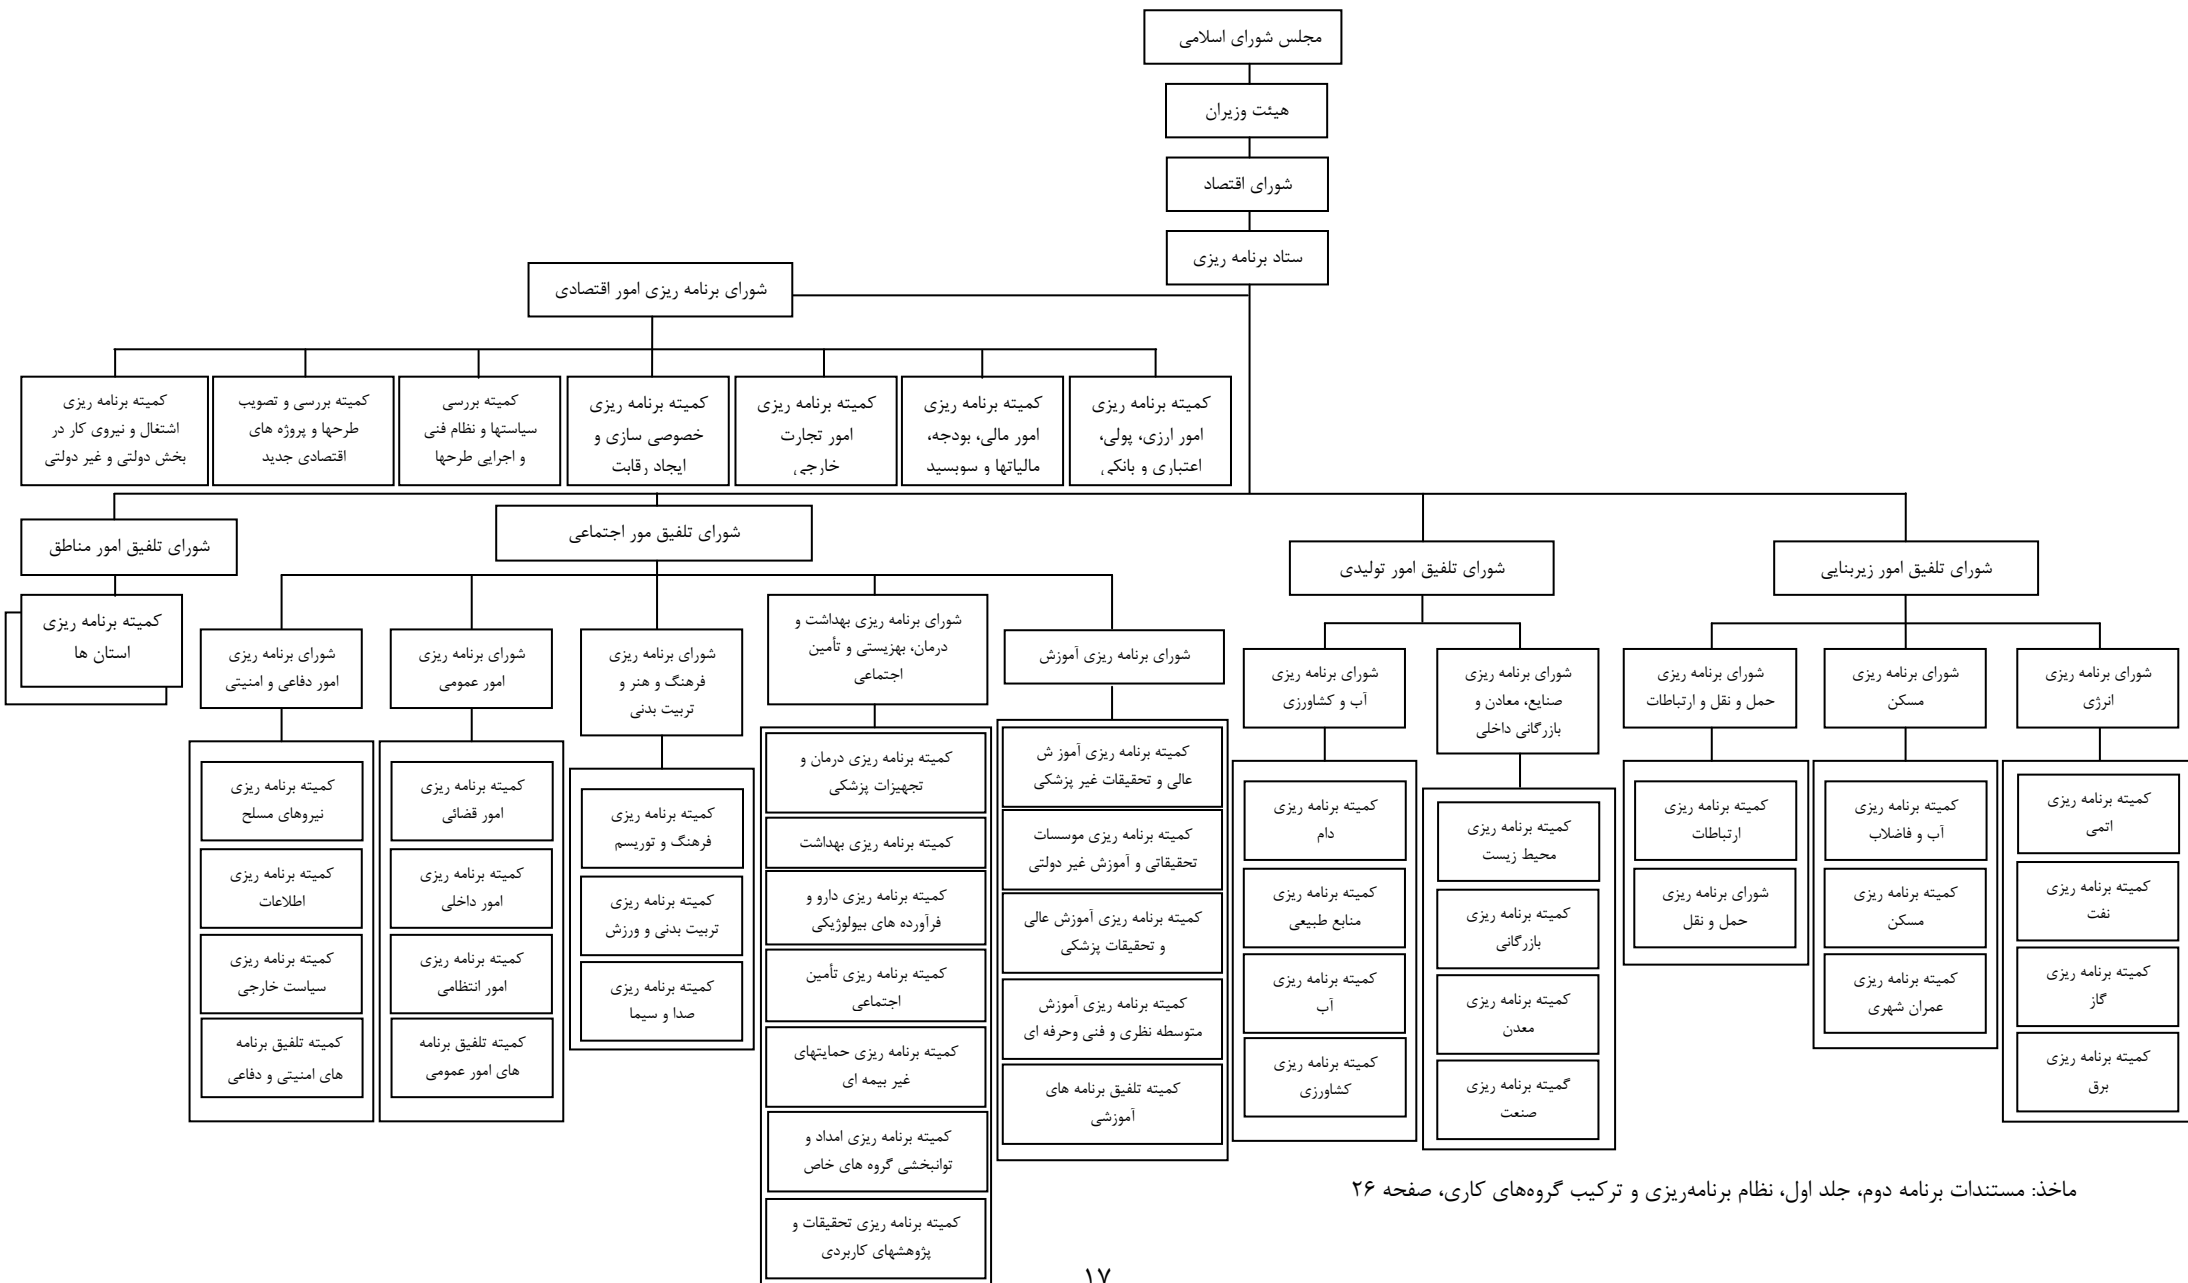 مجلس شورای اسلامی
هیئت وزیران
شورای اقتصاد
ستاد برنامه ریزی
شورای برنامه ریزی امور اقتصادی
کمیته برنامه ریزی
امور ارزی، پولی،
اعتباری و بانکی
کمیته برنامه ریزی
امور مالی، بودجه،
مالیاتها و سوبسید
کمیته برنامه ریزی
امور تجارت
خارجی
کمیته برنامه ریزی
خصوصی سازی و
ایجاد رقابت
کمیته بررسی
سیاستها و نظام فنی
و اجرایی طرحها
کمیته بررسی و تصویب
طرحها و پروژه های
اقتصادی جدید
کمیته برنامه ریزی
اشتغال و نیروی کار در
بخش دولتی و غیر دولتی
شورای تلفیق امور زیربنایی
شورای برنامه ریزی
انرژی
کمیته برنامه ریزی
اتمی
کمیته برنامه ریزی
نفت
کمیته برنامه ریزی
گاز
کمیته برنامه ریزی
برق
شورای برنامه ریزی
مسکن
کمیته برنامه ریزی
آب و فاضلاب
کمیته برنامه ریزی
مسکن
کمیته برنامه ریزی
عمران شهری
شورای برنامه ریزی
حمل و نقل و ارتباطات
کمیته برنامه ریزی
ارتباطات
شورای برنامه ریزی
حمل و نقل
شورای تلفیق امور تولیدی
شورای برنامه ریزی
صنایع، معادن و
بازرگانی داخلی
کمیته برنامه ریزی
محیط زیست
کمیته برنامه ریزی
بازرگانی
کمیته برنامه ریزی
معدن
گمیته برنامه ریزی
صنعت
شورای برنامه ریزی
آب و کشاورزی
کمیته برنامه ریزی
دام
کمیته برنامه ریزی
منابع طبیعی
کمیته برنامه ریزی
آب
کمیته برنامه ریزی
کشاورزی
شورای تلفیق مور اجتماعی
شورای برنامه ریزی آموزش
کمیته برنامه ریزی آموز ش
عالی و تحقیقات غیر پزشکی
کمیته برنامه ریزی موسسات
تحقیقاتی و آموزش غیر دولتی
کمیته برنامه ریزی آموزش عالی
و تحقیقات پزشکی
کمیته برنامه ریزی آموزش
متوسطه نظری و فنی وحرفه ای
کمیته تلفیق برنامه های
آموزشی
شورای برنامه ریزی بهداشت و
درمان، بهزیستی و تأمین
اجتماعی
کمیته برنامه ریزی درمان و
تجهیزات پزشکی
کمیته برنامه ریزی بهداشت
کمیته برنامه ریزی دارو و
فرآورده های بیولوژیکی
کمیته برنامه ریزی تأمین
اجتماعی
کمیته برنامه ریزی حمایتهای
غیر بیمه ای
کمیته برنامه ریزی امداد و
توانبخشی گروه های خاص
کمیته برنامه ریزی تحقیقات و
پژوهشهای کاربردی
شورای برنامه ریزی
فرهنگ و هنر و
تربیت بدنی
کمیته برنامه ریزی
فرهنگ و توریسم
کمیته برنامه ریزی
تربیت بدنی و ورزش
کمیته برنامه ریزی
صدا و سیما
شورای برنامه ریزی
امور عمومی
کمیته برنامه ریزی
امور قضائی
کمیته برنامه ریزی
امور داخلی
کمیته برنامه ریزی
امور انتظامی
کمیته تلفیق برنامه
های امور عمومی
شورای برنامه ریزی
امور دفاعی و امنیتی
کمیته برنامه ریزی
نیروهای مسلح
کمیته برنامه ریزی
اطلاعات
کمیته برنامه ریزی
سیاست خارجی
کمیته تلفیق برنامه
های امنیتی و دفاعی
شورای تلفیق امور مناطق
کمیته برنامه ریزی
استان ها
ماخذ: مستندات برنامه دوم، جلد اول، نظام برنامه‌ریزی و ترکیب گروه‌های کاری، صفحه ۲۶
۱۷